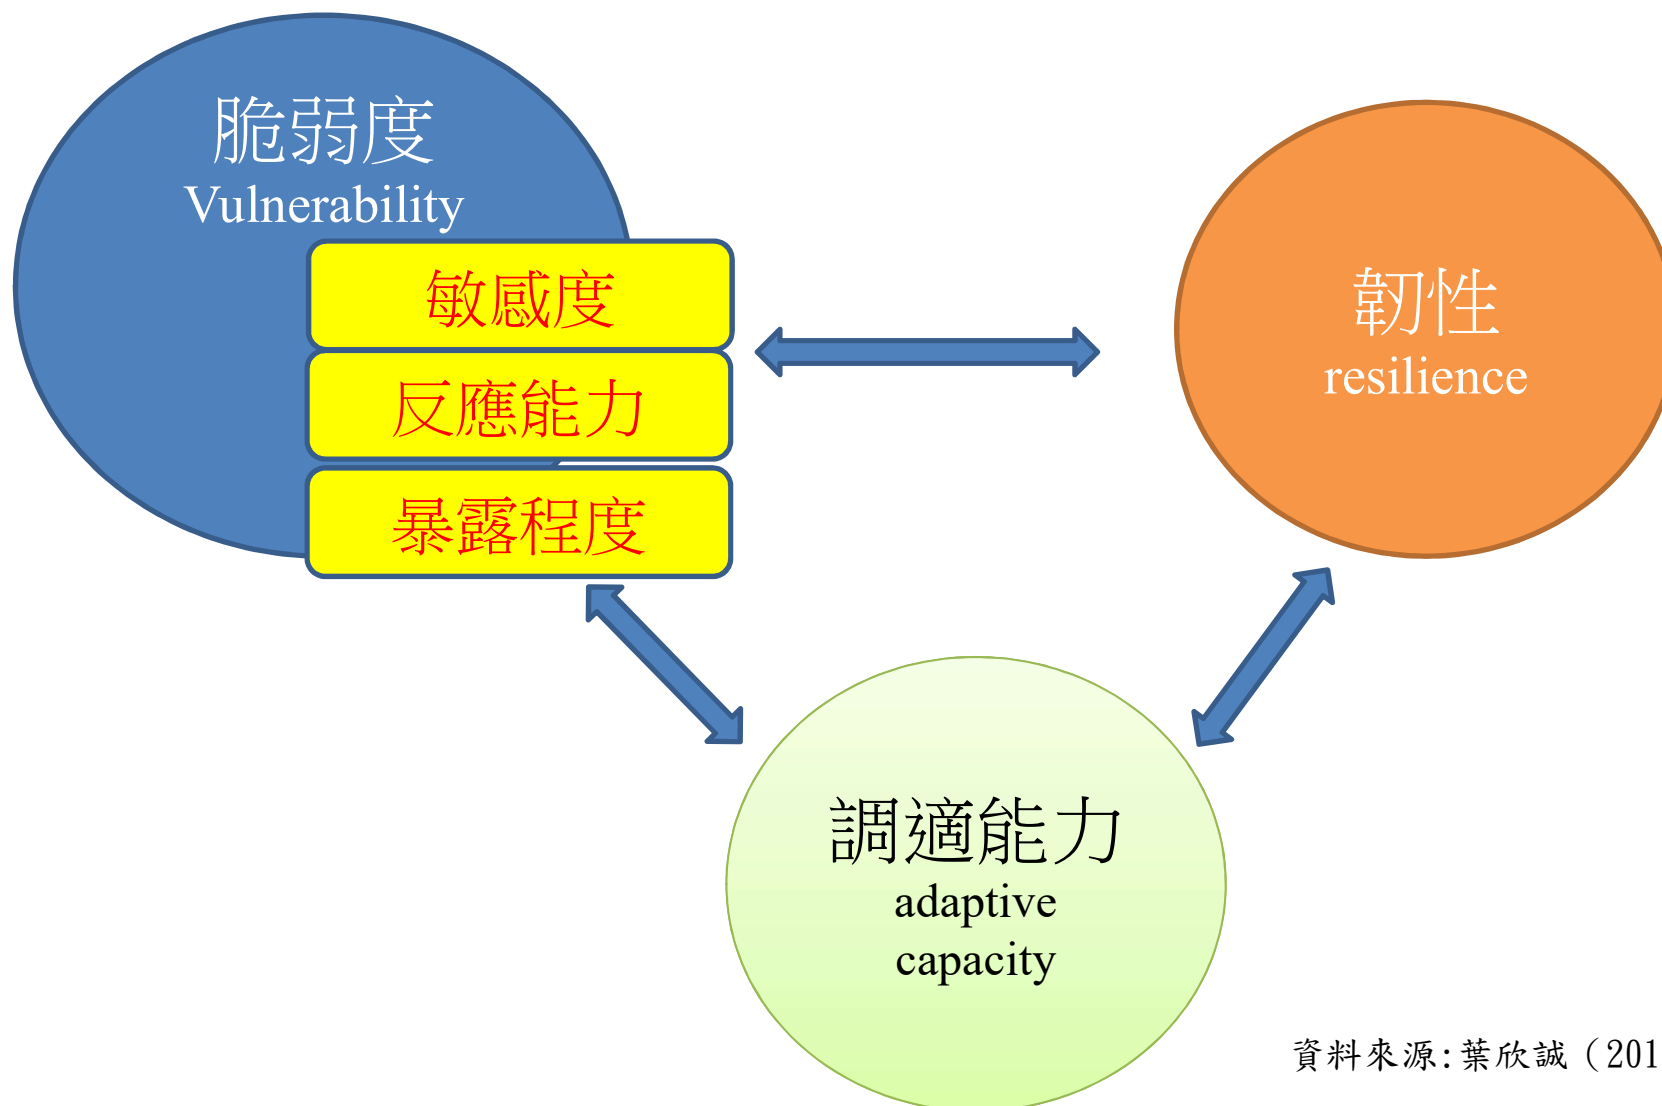 脆弱度
Vulnerability
敏感度
反應能力
暴露程度
韌性
resilience
調適能力
adaptive
capacity
資料來源:葉欣誠（201